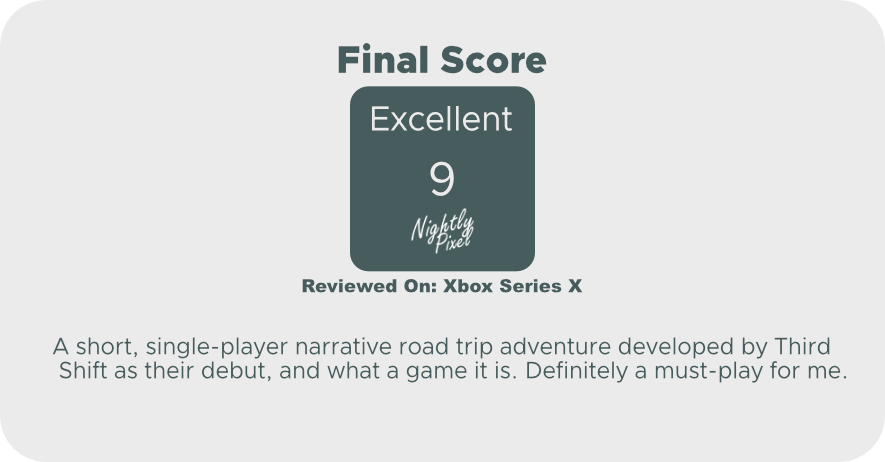 Final Score
Excellent
9
Nightly
Pixel
Reviewed On: Xbox Series X
A short, single-player narrative road trip adventure developed by Third
Shift as their debut, and what a game it is. Definitely a must-play for me.